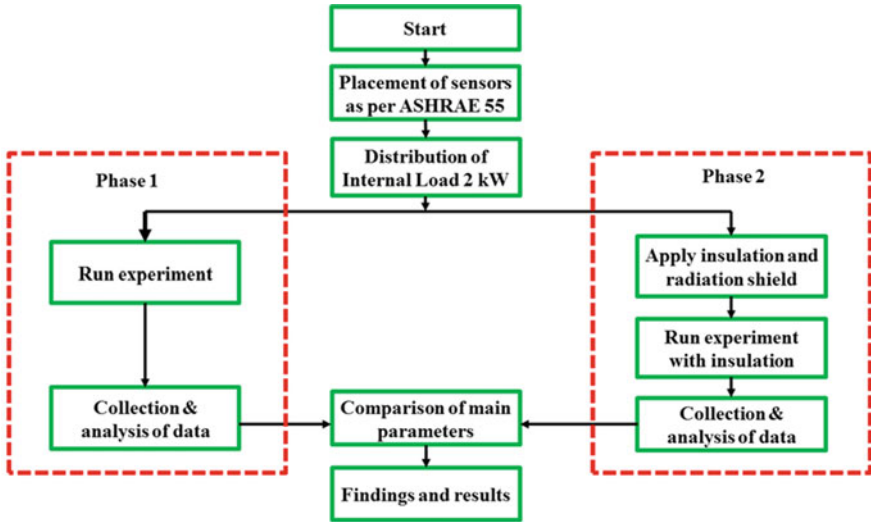 Start
Placement of sensors
as per ASHRAE 55
Distribution of
Internal Load 2 kW
Phase 1
Run experiment
Collection &
analysis of data
Phase 2
Apply insulation and
radiation shield
Run experiment
with insulation
Collection &
analysis of data
Comparison of main
parameters
Findings and results